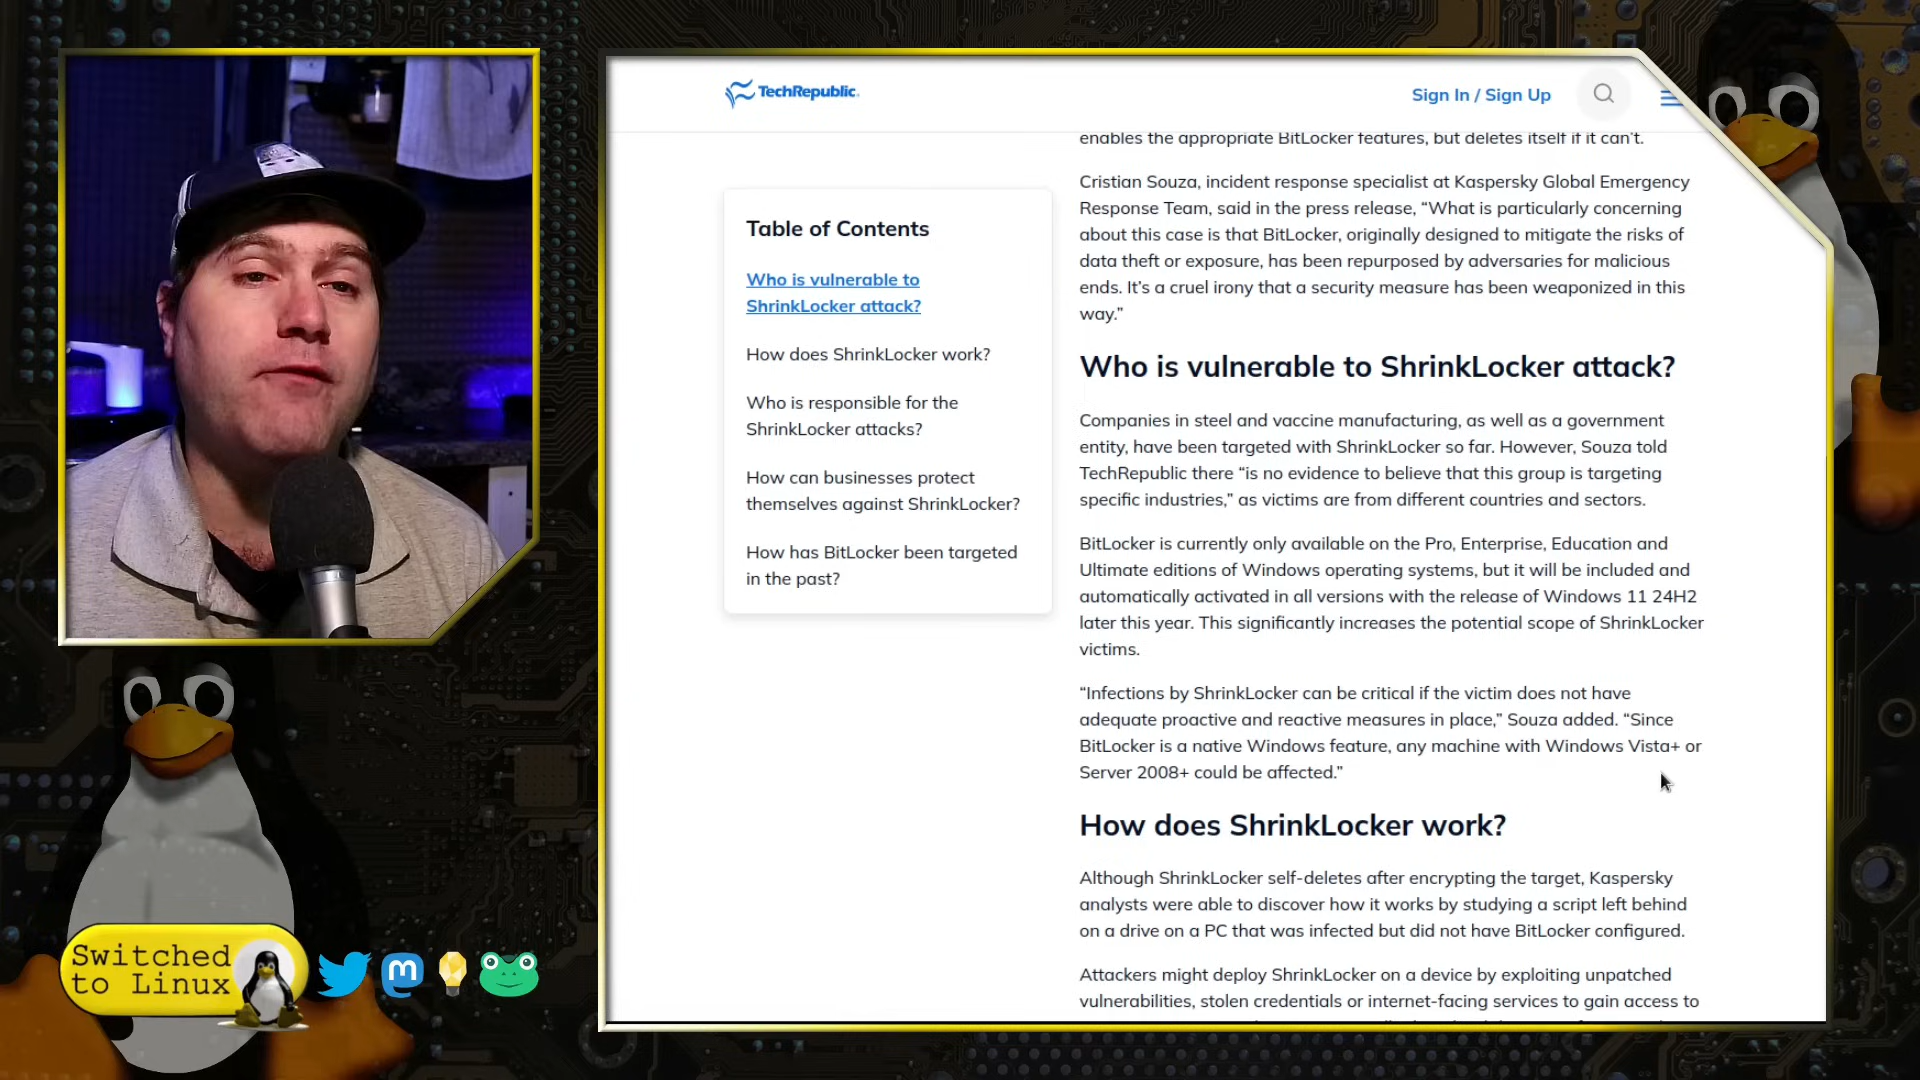 TechRepublic.
Sign In / Sign Up
enables the appropriate BitLocker features, but deletes itself if it can't.
Table of Contents
Who is vulnerable to
ShrinkLocker attack?
How does ShrinkLocker work?
Who is responsible for the
ShrinkLocker attacks?
How can businesses protect
themselves against ShrinkLocker?
How has BitLocker been targeted
in the past?
Cristian Souza, incident response specialist at Kaspersky Global Emergency
Response Team, said in the press release, “What is particularly concerning
about this case is that BitLocker, originally designed to mitigate the risks of
data theft or exposure, has been repurposed by adversaries for malicious
ends. It's a cruel irony that a security measure has been weaponized in this
way.”
Who is vulnerable to ShrinkLocker attack?
Companies in steel and vaccine manufacturing, as well as a government
entity, have been targeted with ShrinkLocker so far. However, Souza told
TechRepublic there “is no evidence to believe that this group is targeting
specific industries,” as victims are from different countries and sectors.
BitLocker is currently only available on the Pro, Enterprise, Education and
Ultimate editions of Windows operating systems, but it will be included and
automatically activated in all versions with the release of Windows 11 24H2
later this year. This significantly increases the potential scope of ShrinkLocker
victims.
“Infections by ShrinkLocker can be critical if the victim does not have
adequate proactive and reactive measures in place,” Souza added. “Since
BitLocker is a native Windows feature, any machine with Windows Vista+ or
Server 2008+ could be affected.”
How does ShrinkLocker work?
Although ShrinkLocker self-deletes after encrypting the target, Kaspersky
analysts were able to discover how it works by studying a script left behind
on a drive on a PC that was infected but did not have BitLocker configured.
Attackers might deploy ShrinkLocker on a device by exploiting unpatched
vulnerabilities, stolen credentials or internet-facing services to gain access to
Switched
to Linux